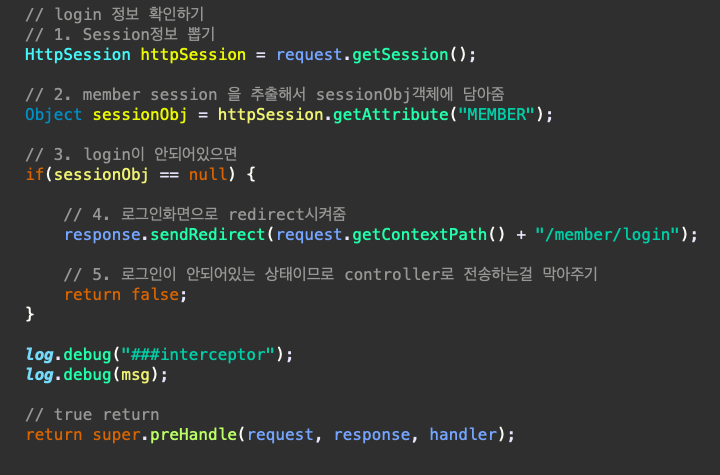 // login 정보 확인하기
// 1. Session정보 뽑기
HttpSession httpSession = request.getSession();
// 2. member session 을 추출해서 sessionObj객체에 담아줌
Object sessionObj = httpSession.getAttribute("MEMBER");
// 3. login이 안되어있으면
if(sessionObj == null) {
// 4. 로그인화면으로 redirect시켜줌
response.sendRedirect(request.getContextPath() + "/member/login");
// 5. 로그인이 안되어있는 상태이므로 controller로 전송하는걸 막아주기
return false;
}
log.debug("###interceptor");
log.debug(msg);
// true return
return super.preHandle(request, response, handler);